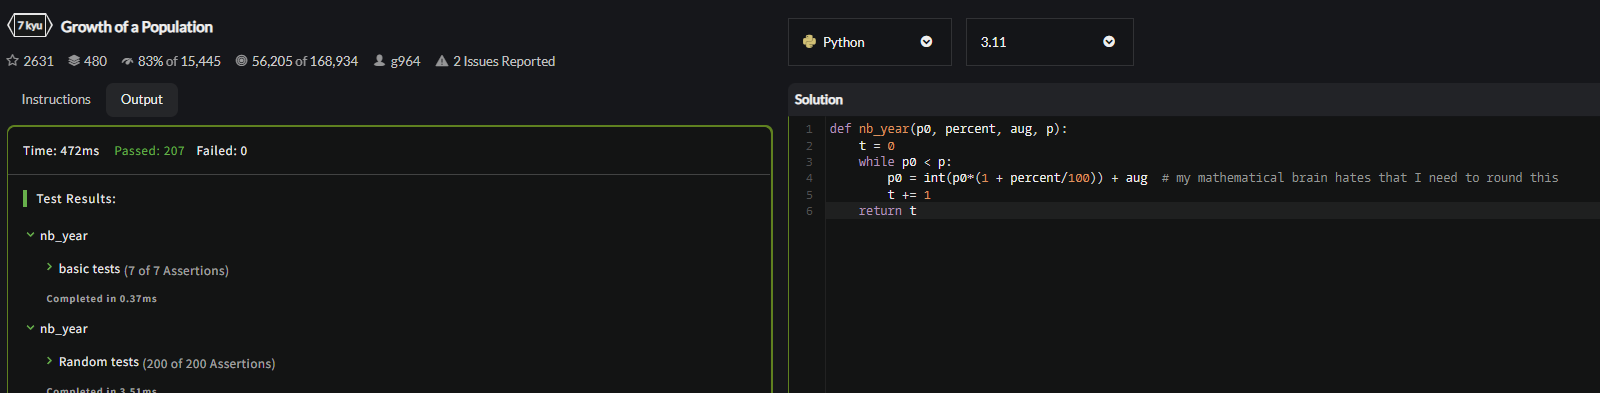 7 kyu Growth of a Population
2631 480 83% of 15,445 56,205 of 168,934 g964 2 Issues Reported
Instructions Output
Time: 472ms Passed: 207 Failed: 0
Test Results:
nb_year
basic tests (7 of 7 Assertions)
Completed in 0.37ms
nb_year
Random tests (200 of 200 Assertions)
Completed in 3.51ms
Python 3.11
Solution
1 def nb_year(p0, percent, aug, p):
2 t = 0
3 while p0 < p:
4 p0 = int(p0*(1 + percent/100)) + aug # my mathematical brain hates that I need to round this
5 t += 1
6 return t